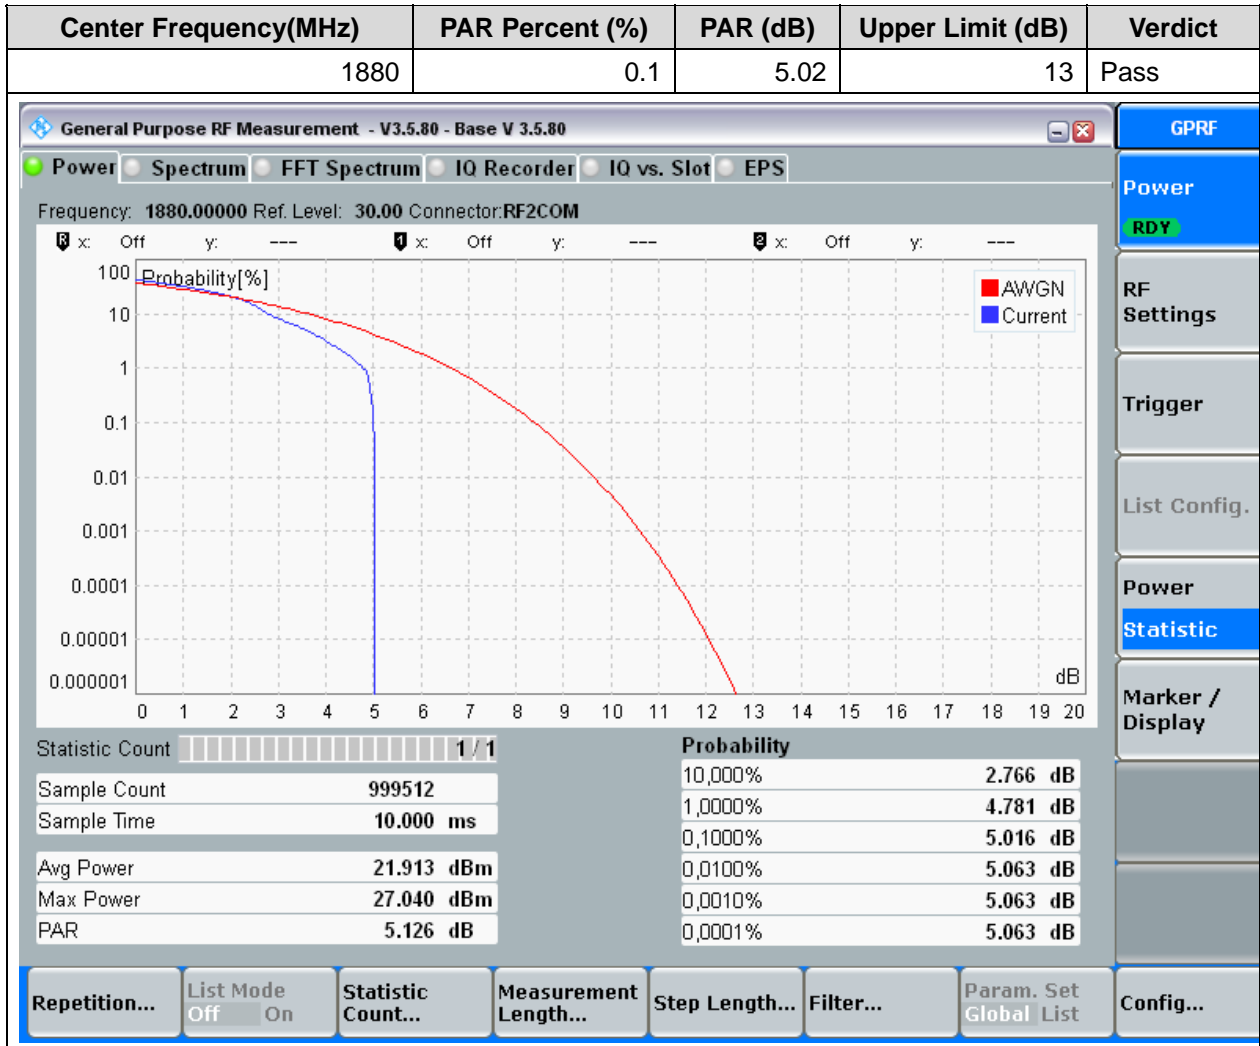 Center Frequency(MHz) PAR Percent (%) PAR (dB) Upper Limit (dB) Verdict
1880 0.1 5.02 13 Pass
General Purpose RF Measurement - V3.5.80 - Base V 3.5.80
GPRF
Power Spectrum FFT Spectrum IQ Recorder IQ vs. Slot EPS
Power
RDY
Frequency: 1880.00000 Ref. Level: 30.00 Connector:RF2COM
R x: Off y: --- 1 x: Off y: --- 2 x: Off y: ---
100 Probability[%]
AWGN
Current
10
1
0.1
0.01
0.001
0.0001
0.00001
0.000001
dB
0 1 2 3 4 5 6 7 8 9 10 11 12 13 14 15 16 17 18 19 20
RF
Settings
Trigger
List Config.
Power
Statistic
Marker /
Display
Statistic Count 1 / 1
Sample Count 999512
Sample Time 10.000 ms
Avg Power 21.913 dBm
Max Power 27.040 dBm
PAR 5.126 dB
Probability
10,000% 2.766 dB
1,0000% 4.781 dB
0,1000% 5.016 dB
0,0100% 5.063 dB
0,0010% 5.063 dB
0,0001% 5.063 dB
Repetition...
List Mode
Off On
Statistic
Count...
Measurement
Length...
Step Length...
Filter...
Param. Set
Global List
Config...